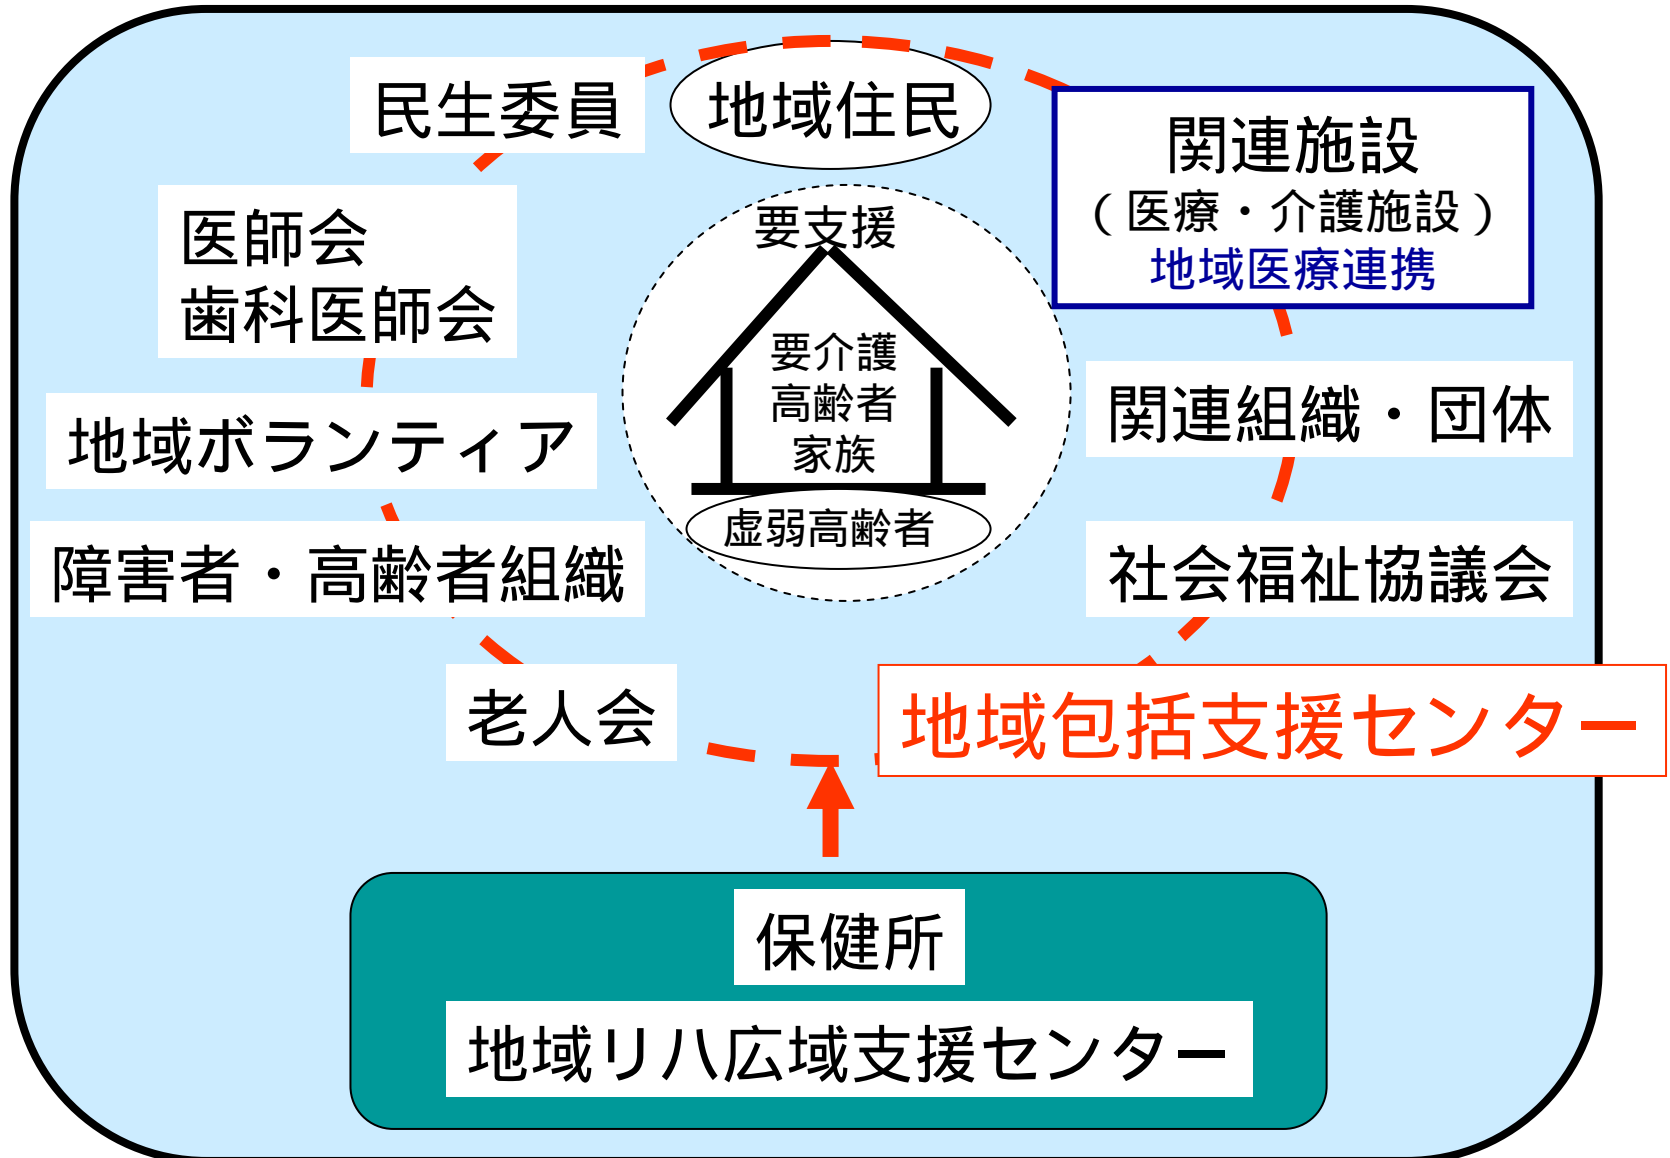 民生委員
地域住民
関連施設
（医療・介護施設）
地域医療連携
医師会
歯科医師会
要支援
要介護
高齢者
家族
虚弱高齢者
地域ボランティア
関連組織・団体
障害者・高齢者組織
社会福祉協議会
老人会
地域包括支援センター
保健所
地域リハ広域支援センター